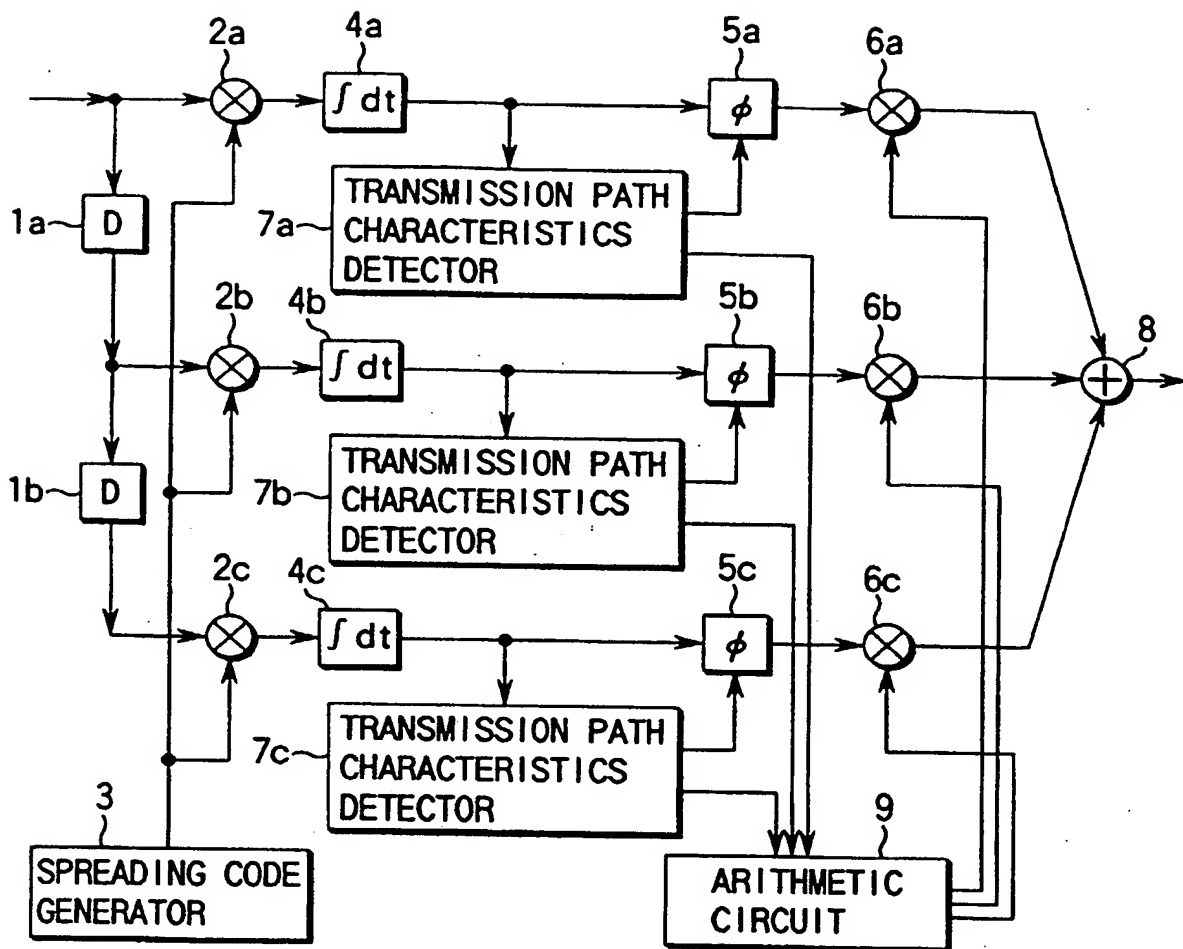 2a
4a
5a
6a
∫dt
ϕ
1a
D
7a
TRANSMISSION PATH
CHARACTERISTICS
DETECTOR
2b
4b
5b
6b
8
∫dt
ϕ
1b
D
7b
TRANSMISSION PATH
CHARACTERISTICS
DETECTOR
2c
4c
5c
6c
∫dt
ϕ
7c
TRANSMISSION PATH
CHARACTERISTICS
DETECTOR
3
9
SPREADING CODE
GENERATOR
ARITHMETIC
CIRCUIT